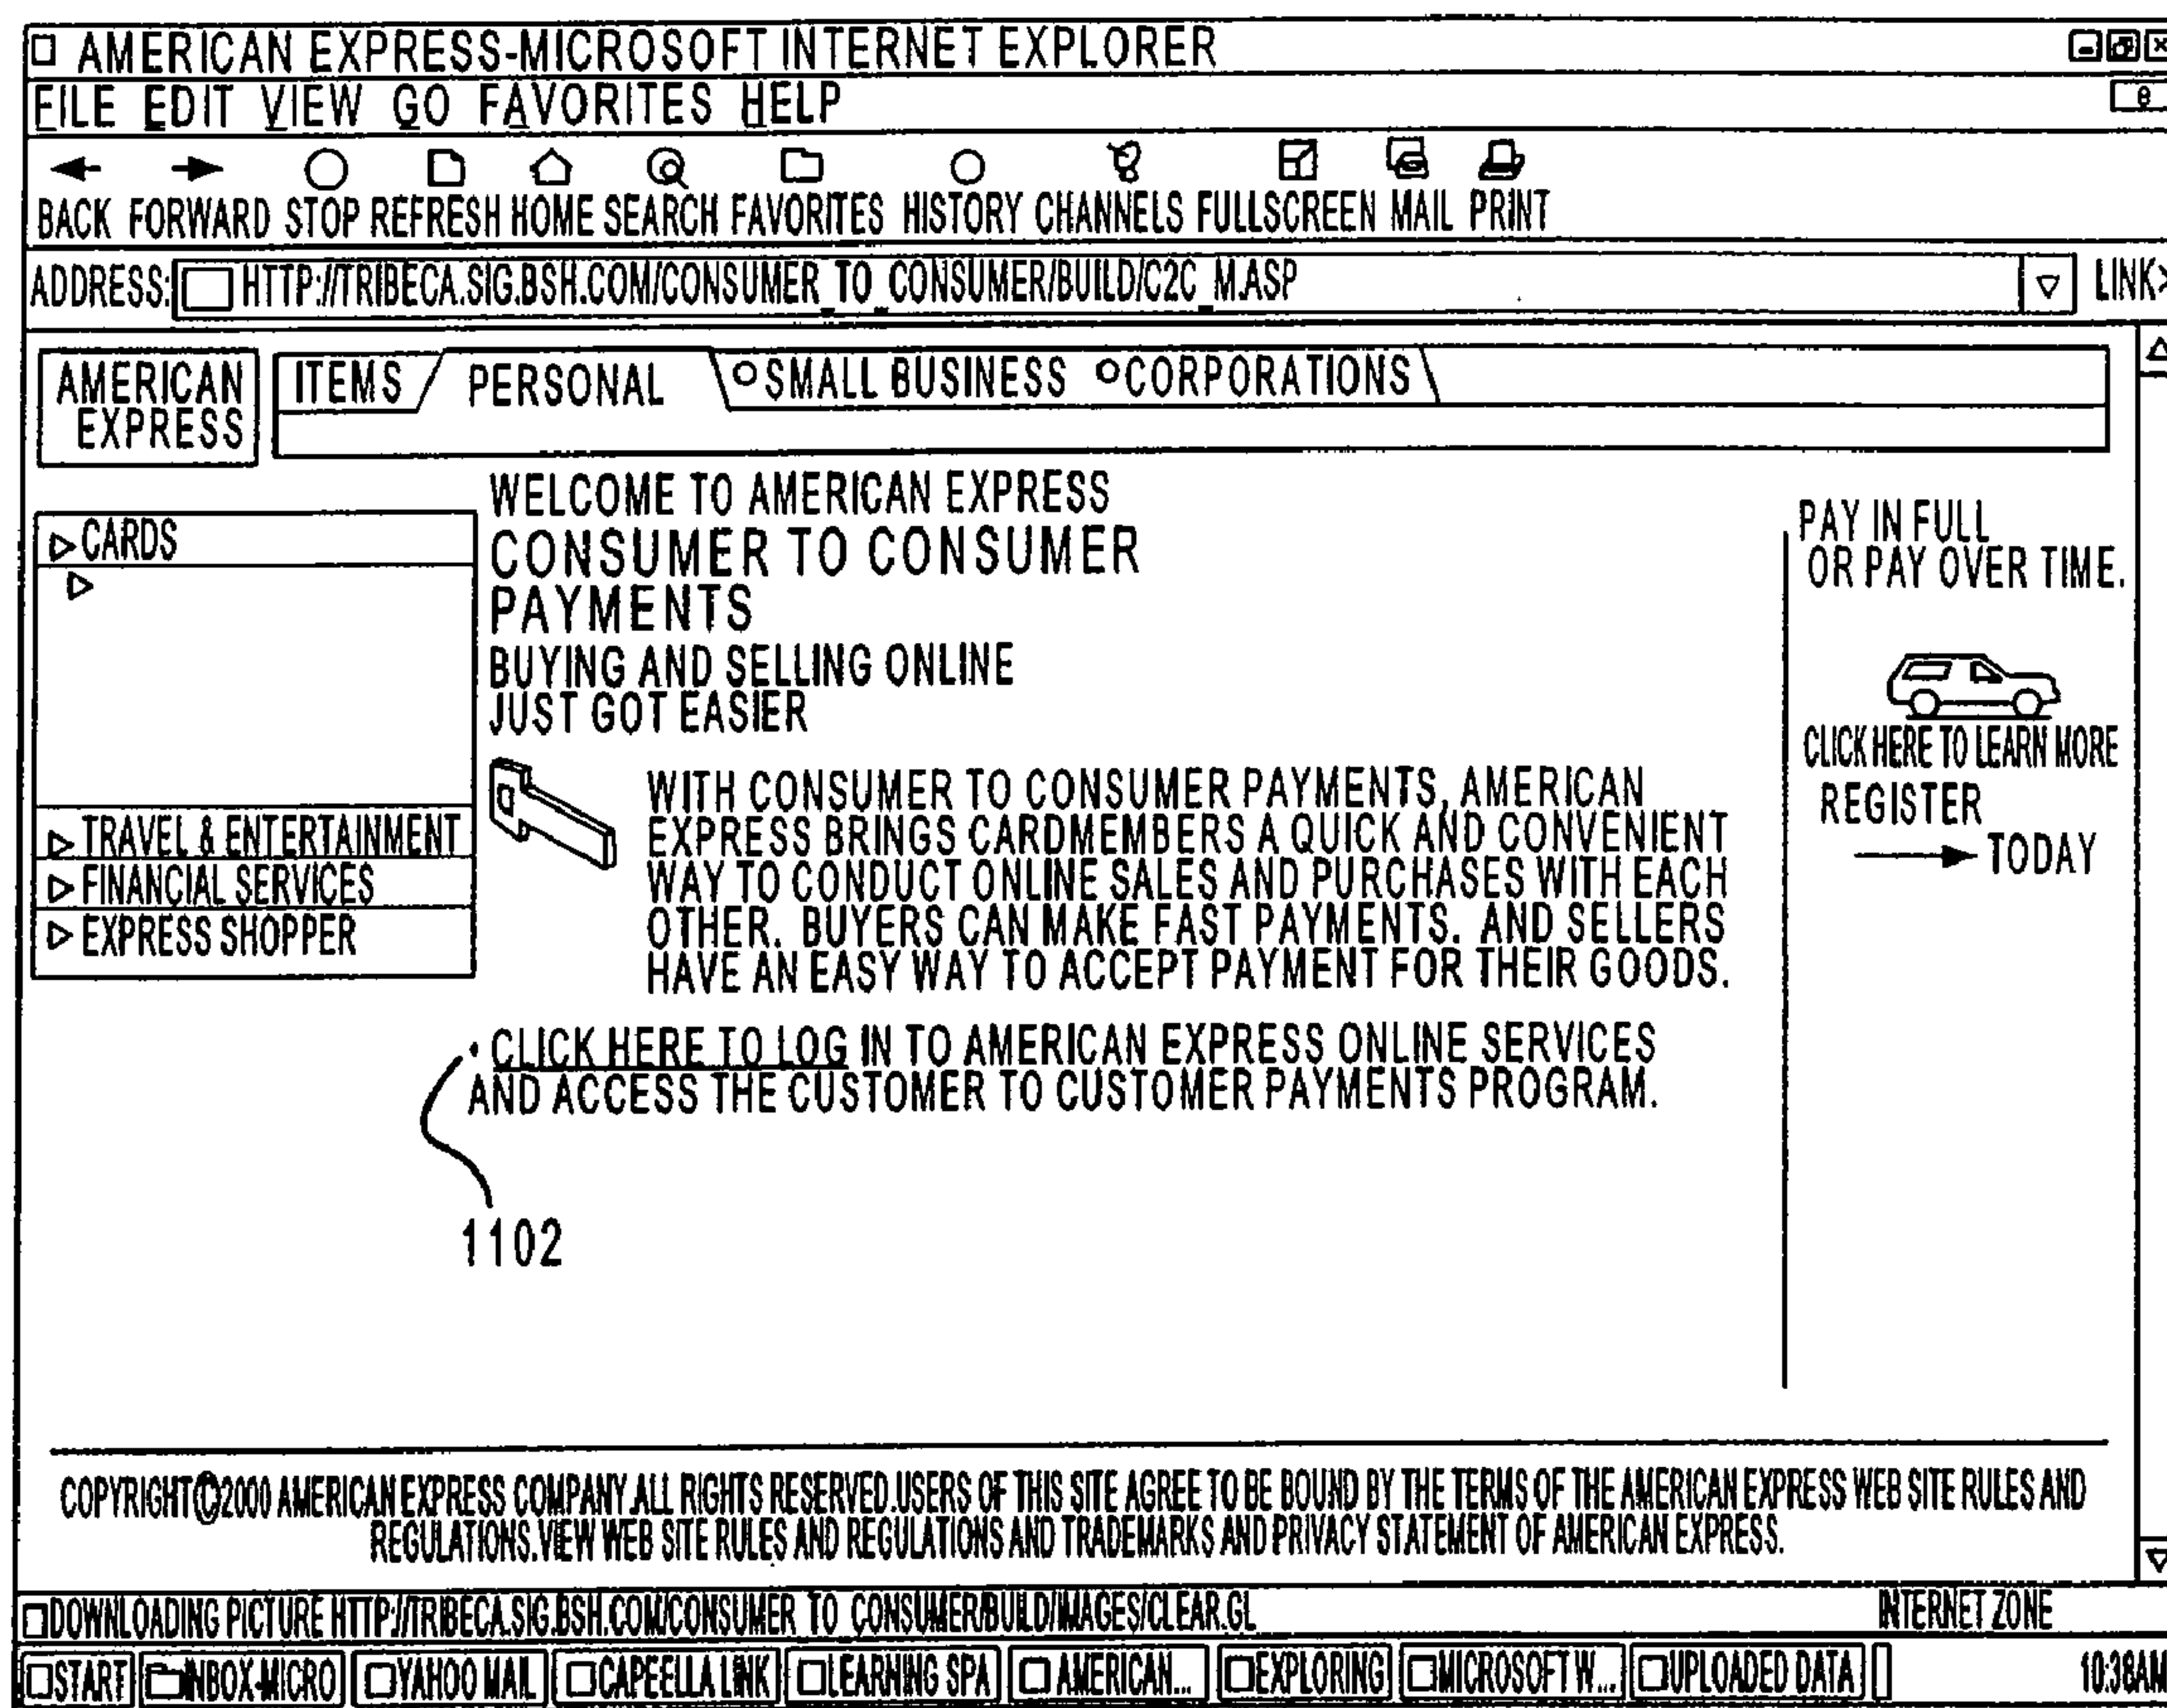 AMERICAN EXPRESS-MICROSOFT INTERNET EXPLORER
FILE EDIT VIEW GO FAVORITES HELP
BACK FORWARD STOP REFRESH HOME SEARCH FAVORITES HISTORY CHANNELS FULLSCREEN MAIL PRINT
ADDRESS: HTTP://TRIBECA.SIG.BSH.COM/CONSUMER_TO_CONSUMER/BUILD/C2C_M.ASP LINK>
AMERICAN
EXPRESS
ITEMS PERSONAL SMALL BUSINESS CORPORATIONS
CARDS
TRAVEL & ENTERTAINMENT
FINANCIAL SERVICES
EXPRESS SHOPPER
WELCOME TO AMERICAN EXPRESS
CONSUMER TO CONSUMER
PAYMENTS
BUYING AND SELLING ONLINE
JUST GOT EASIER
WITH CONSUMER TO CONSUMER PAYMENTS, AMERICAN
EXPRESS BRINGS CARDMEMBERS A QUICK AND CONVENIENT
WAY TO CONDUCT ONLINE SALES AND PURCHASES WITH EACH
OTHER. BUYERS CAN MAKE FAST PAYMENTS. AND SELLERS
HAVE AN EASY WAY TO ACCEPT PAYMENT FOR THEIR GOODS.
· CLICK HERE TO LOG IN TO AMERICAN EXPRESS ONLINE SERVICES
AND ACCESS THE CUSTOMER TO CUSTOMER PAYMENTS PROGRAM.
1102
PAY IN FULL
OR PAY OVER TIME.
CLICK HERE TO LEARN MORE
REGISTER
TODAY
COPYRIGHT©2000 AMERICAN EXPRESS COMPANY.ALL RIGHTS RESERVED.USERS OF THIS SITE AGREE TO BE BOUND BY THE TERMS OF THE AMERICAN EXPRESS WEB SITE RULES AND
REGULATIONS.VIEW WEB SITE RULES AND REGULATIONS AND TRADEMARKS AND PRIVACY STATEMENT OF AMERICAN EXPRESS.
DOWNLOADING PICTURE HTTP://TRIBECA.SIG.BSH.COM/CONSUMER_TO_CONSUMER/BUILD/IMAGES/CLEAR.GL INTERNET ZONE
START INBOX-MICRO YAHOO MAIL CAPEELLA LINK LEARNING SPA AMERICAN... EXPLORING MICROSOFT W... UPLOADED DATA 10:38AM